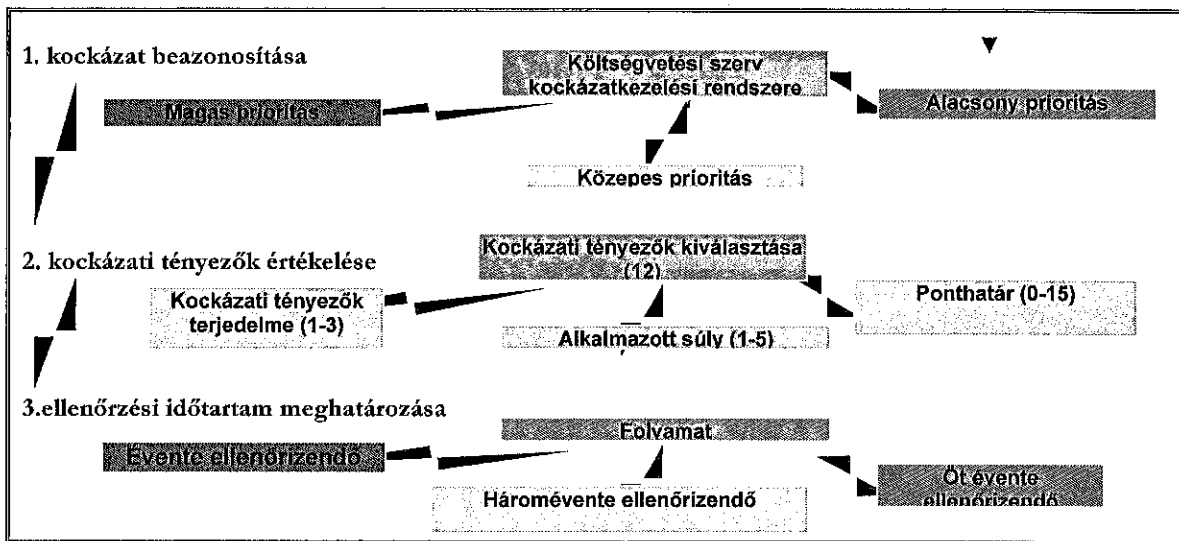 1. kockázat beazonosítása
Költségvetési szerv
kockázatkezelési rendszere
Magas prioritás
Alacsony prioritás
Közepes prioritás
2. kockázati tényezők értékelése
Kockázati tényezők kiválasztása
(12)
Kockázati tényezők
terjedelme (1-3)
Ponthatár (0-15)
Alkalmazott súly (1-5)
3.ellenőrzési időtartam meghatározása
Folyamat
Évente ellenőrizendő
Háromévente ellenőrizendő
Öt évente
ellenőrizendő